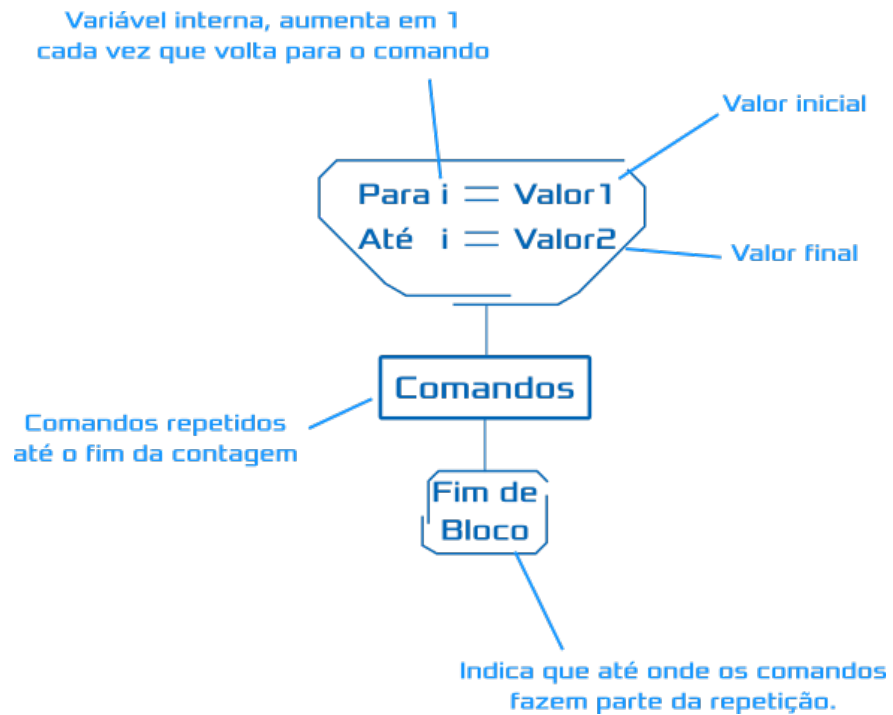 Variável interna, aumenta em 1
cada vez que volta para o comando
Valor inicial
Para i = Valor1
Até i = Valor2
Valor final
Comandos
Comandos repetidos
até o fim da contagem
Fim de
Bloco
Indica que até onde os comandos
fazem parte da repetição.